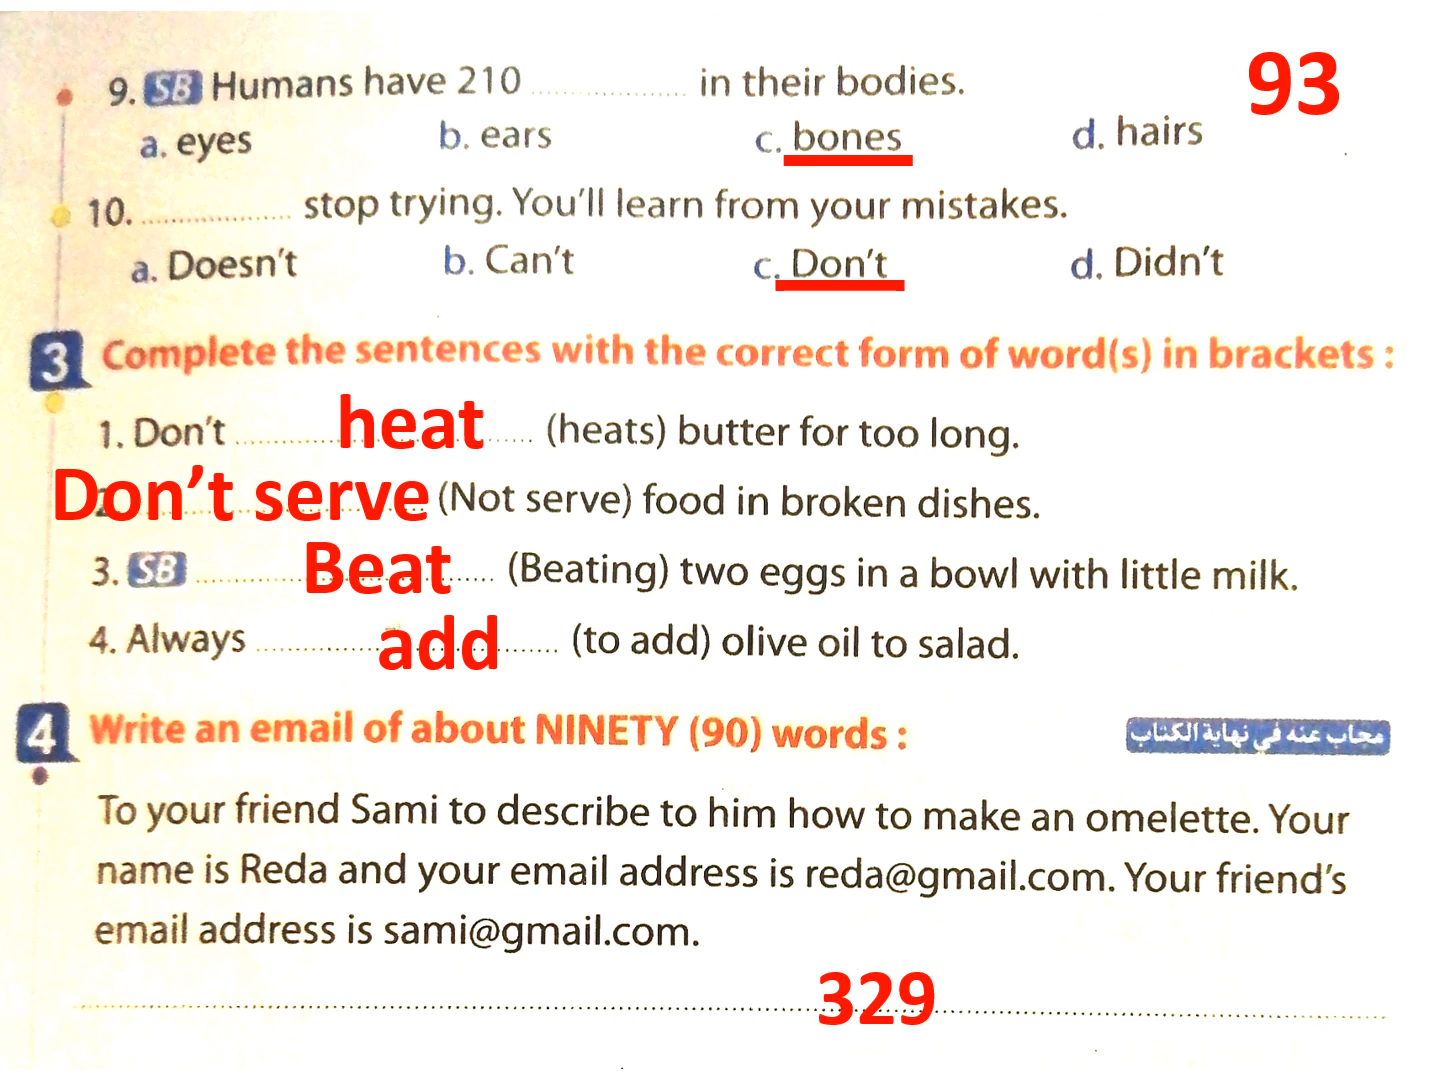 93
9. SB Humans have 210 .................. in their bodies.
a. eyes b. ears c. bones d. hairs
10. .................. stop trying. You'll learn from your mistakes.
a. Doesn't b. Can't c. Don't d. Didn't
3 Complete the sentences with the correct form of word(s) in brackets :
1. Don't .......... heat .......... (heats) butter for too long.
Don't serve (Not serve) food in broken dishes.
3. SB .......... Beat .......... (Beating) two eggs in a bowl with little milk.
4. Always .......... add .......... (to add) olive oil to salad.
4 Write an email of about NINETY (90) words : مجاب عنه في نهاية الكتاب
To your friend Sami to describe to him how to make an omelette. Your
name is Reda and your email address is reda@gmail.com. Your friend's
email address is sami@gmail.com.
329